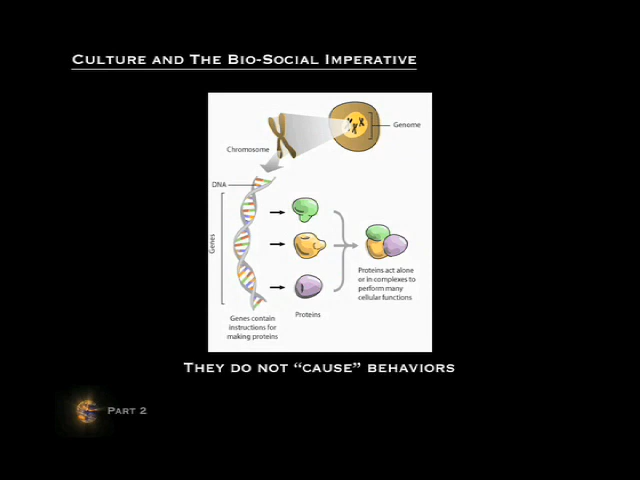 CULTURE AND THE BIO-SOCIAL IMPERATIVE
Genome
Chromosome
DNA
Genes
Proteins act alone
or in complexes to
perform many
cellular functions
Genes contain
instructions for
making proteins
Proteins
THEY DO NOT “CAUSE” BEHAVIORS
PART 2